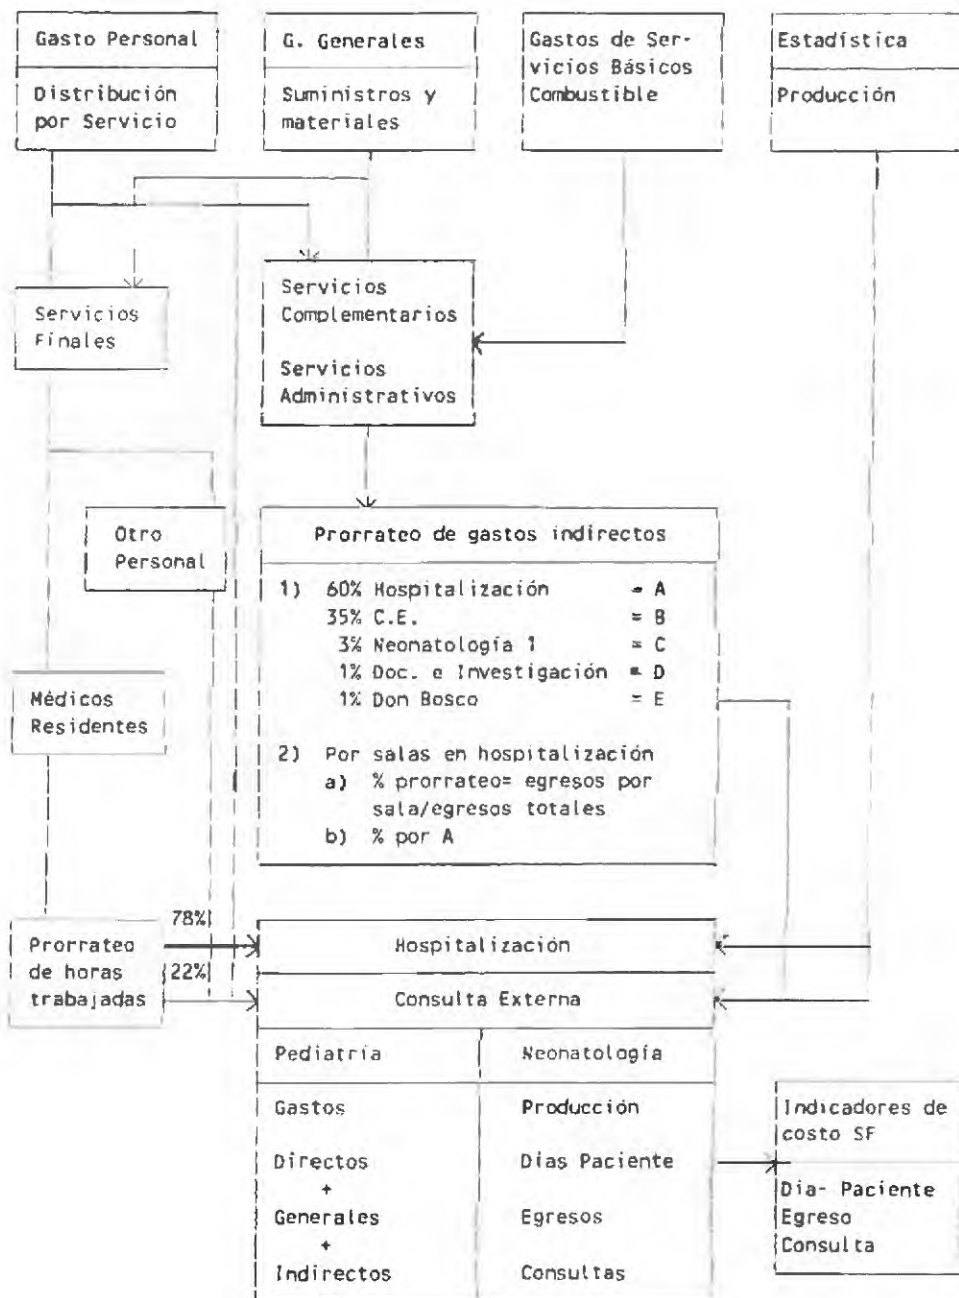 Gasto Personal
Distribución
por Servicio
G. Generales
Suministros y
materiales
Gastos de Ser-
vicios Básicos
Combustible
Estadística
Producción
Servicios
Finales
Servicios
Complementarios
Servicios
Administrativos
Otro
Personal
Médicos
Residentes
Prorrateo de gastos indirectos
1) 60% Hospitalización = A
35% C.E. = B
3% Neonatología 1 = C
1% Doc. e Investigación = D
1% Don Bosco = E
2) Por salas en hospitalización
a) % prorrateo= egresos por
sala/egresos totales
b) % por A
Prorrateo
de horas
trabajadas
78%
22%
Hospitalización
Consulta Externa
Pediatría
Neonatología
Gastos
Directos
+
Generales
+
Indirectos
Producción
Días Paciente
Egresos
Consultas
Indicadores de
costo SF
Dia- Paciente
Egreso
Consulta